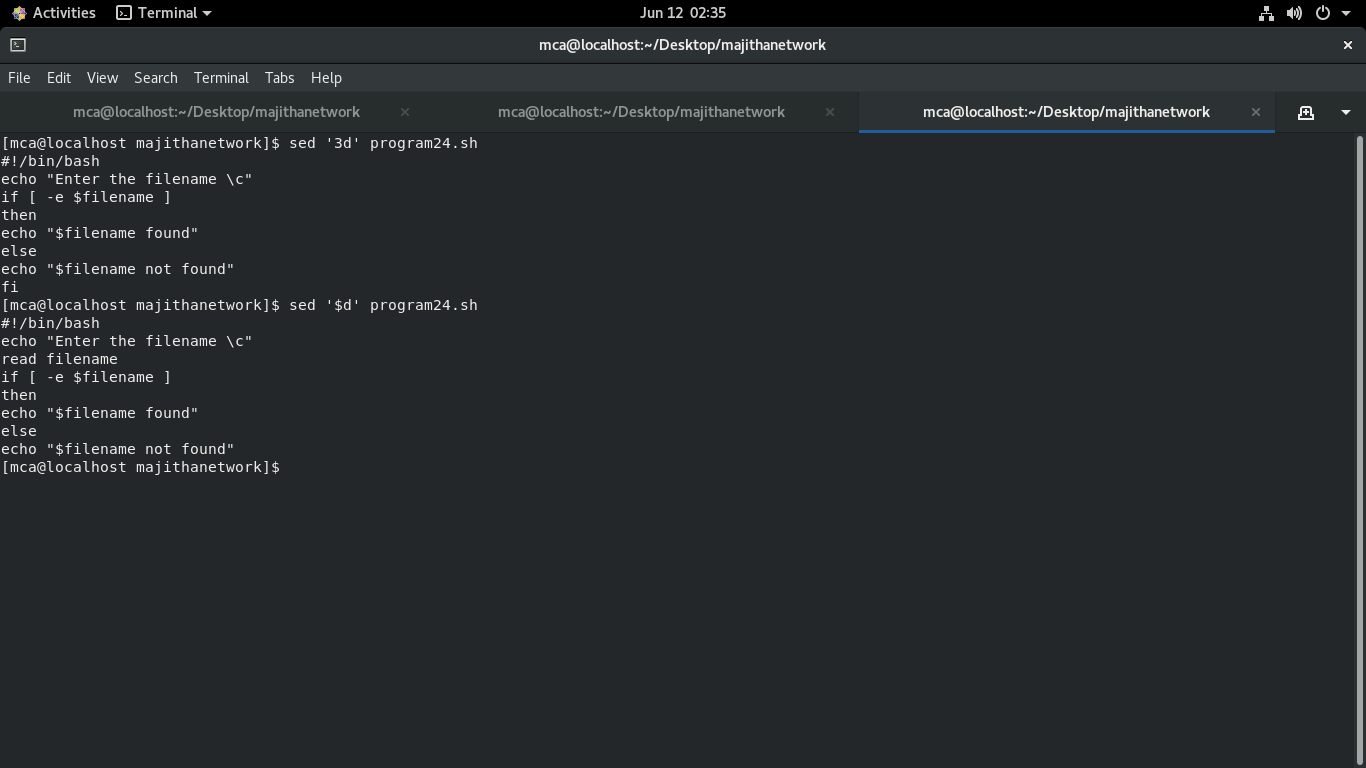 Activities Terminal Jun 12 02:35
mca@localhost:~/Desktop/majithanetwork
File Edit View Search Terminal Tabs Help
mca@localhost:~/Desktop/majithanetwork mca@localhost:~/Desktop/majithanetwork mca@localhost:~/Desktop/majithanetwork
[mca@localhost majithanetwork]$ sed '3d' program24.sh
#!/bin/bash
echo "Enter the filename \c"
if [ -e $filename ]
then
echo "$filename found"
else
echo "$filename not found"
fi
[mca@localhost majithanetwork]$ sed '$d' program24.sh
#!/bin/bash
echo "Enter the filename \c"
read filename
if [ -e $filename ]
then
echo "$filename found"
else
echo "$filename not found"
[mca@localhost majithanetwork]$